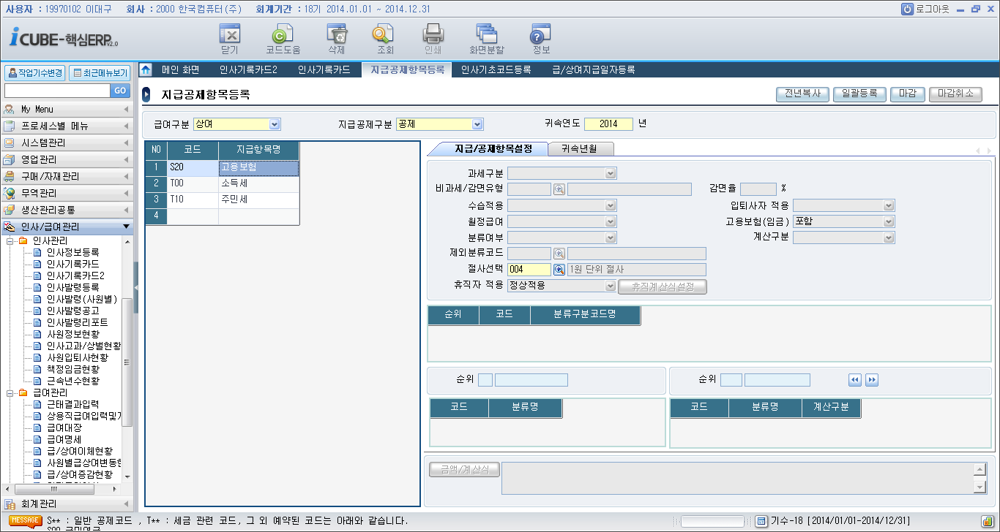 사용자 : 19970102 이대구 회사 : 2000 한국컴퓨터(주) 회계기간 : 18기 2014.01.01 ~ 2014.12.31 로그아웃
iCUBE-핵심ERP v2.0
닫기 코드도움 삭제 조회 인쇄 화면분할 정보
작업기수변경 최근메뉴보기
GO
메인 화면 인사기록카드2 인사기록카드 지급공제항목등록 인사기초코드등록 급/상여지급일자등록
지급공제항목등록 전년복사 일괄등록 마감 마감취소
My Menu
프로세스별 메뉴
시스템관리
영업관리
구매/자재관리
무역관리
생산관리공통
인사/급여관리
인사관리
인사정보등록
인사기록카드
인사기록카드2
인사발령등록
인사발령(사원별)
인사발령공고
인사발령리포트
사원정보현황
인사고과/상벌현황
사원입퇴사현황
책정임금현황
근속년수현황
급여관리
근태결과입력
상용직급여입력및
급여대장
급여명세
급/상여이체현황
사원별급상여변동현
급/상여증감현황
회계관리
급여구분 상여 지급공제구분 공제 귀속연도 2014 년
NO 코드 지급항목명
1 S20 고용보험
2 T00 소득세
3 T10 주민세
4
지급/공제항목설정 귀속년월
과세구분
비과세/감면유형 감면율 %
수습적용 입퇴사자 적용
월정급여 고용보험(임금) 포함
분류여부 계산구분
제외분류코드
절사선택 004 1원 단위 절사
휴직자 적용 정상적용 휴직계산식설정
순위 코드 분류구분코드명
순위 순위
코드 분류명 코드 분류명 계산구분
금액/계산식
MESSAGE S** : 일반 공제코드 , T** : 세금 관련 코드, 그 외 예약된 코드는 아래와 같습니다.
S00 국민연금
기수-18 [2014/01/01-2014/12/31]